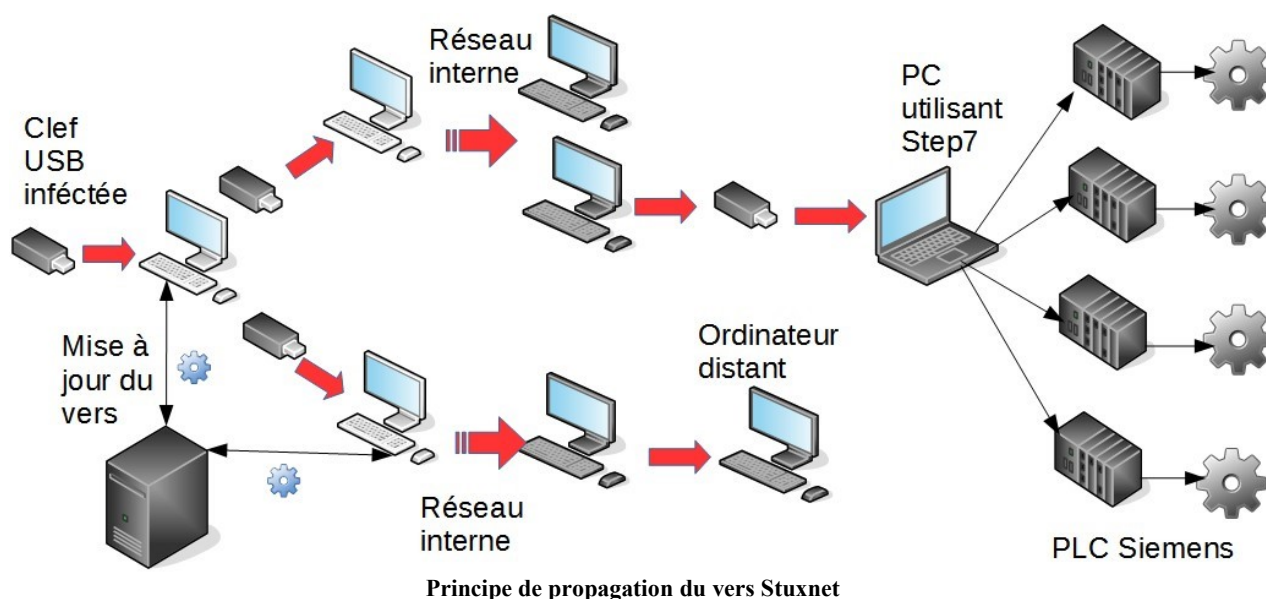 Réseau
interne
PC
utilisant
Step7
Clef
USB
inféctée
Mise à
jour du
vers
Ordinateur
distant
Réseau
interne
PLC Siemens
Principe de propagation du vers Stuxnet